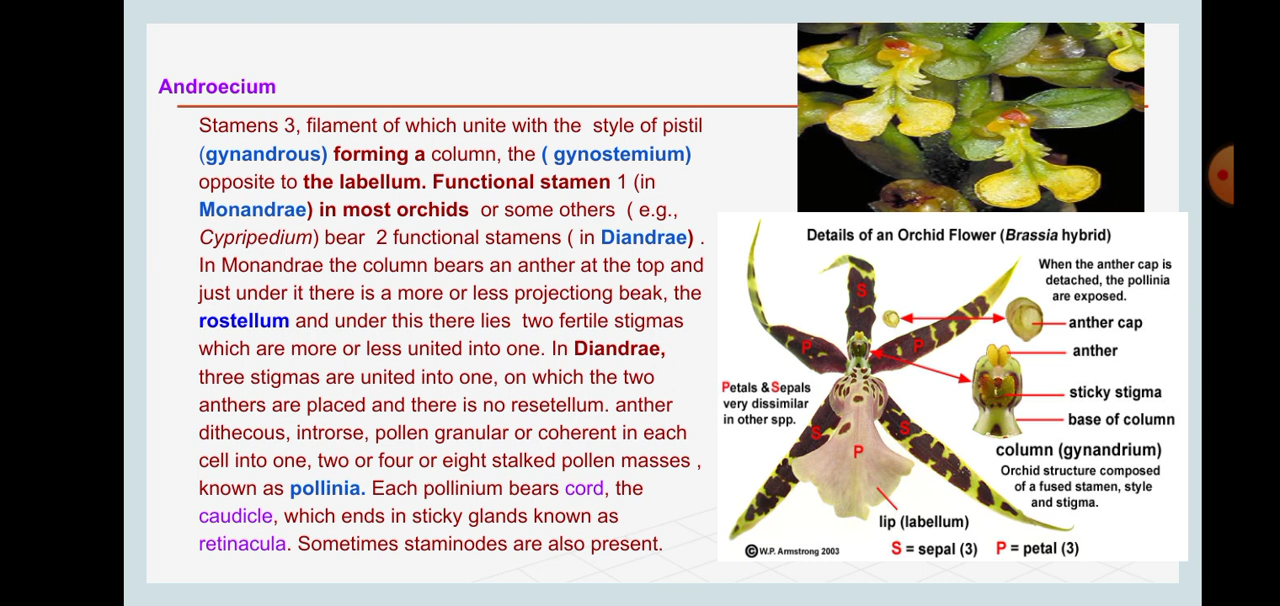 Androecium
Stamens 3, filament of which unite with the style of pistil
(gynandrous) forming a column, the ( gynostemium)
opposite to the labellum. Functional stamen 1 (in
Monandrae) in most orchids or some others ( e.g.,
Cypripedium) bear 2 functional stamens ( in Diandrae) .
In Monandrae the column bears an anther at the top and
just under it there is a more or less projectiong beak, the
rostellum and under this there lies two fertile stigmas
which are more or less united into one. In Diandrae,
three stigmas are united into one, on which the two
anthers are placed and there is no resetellum. anther
dithecous, introrse, pollen granular or coherent in each
cell into one, two or four or eight stalked pollen masses ,
known as pollinia. Each pollinium bears cord, the
caudicle, which ends in sticky glands known as
retinacula. Sometimes staminodes are also present.
Details of an Orchid Flower (Brassia hybrid)
When the anther cap is
detached, the pollinia
are exposed.
anther cap
anther
sticky stigma
base of column
column (gynandrium)
Orchid structure composed
of a fused stamen, style
and stigma.
Petals & Sepals
very dissimilar
in other spp.
S
P
P
S
S
P
lip (labellum)
© W.P. Armstrong 2003
S = sepal (3) P = petal (3)